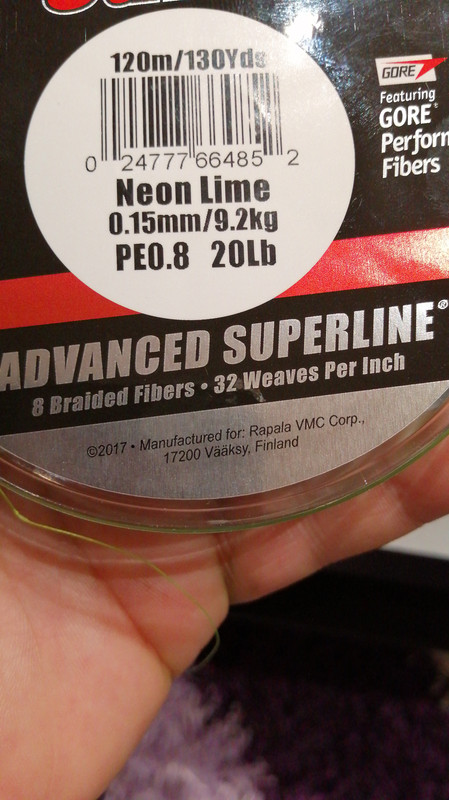 120m/130Yds
0 24777 66485 2
Neon Lime
0.15mm/9.2kg
PE0.8 20Lb
GORE
Featuring
GORE
Perform
Fibers
ADVANCED SUPERLINE®
8 Braided Fibers • 32 Weaves Per Inch
©2017 • Manufactured for: Rapala VMC Corp.,
17200 Vääksy, Finland